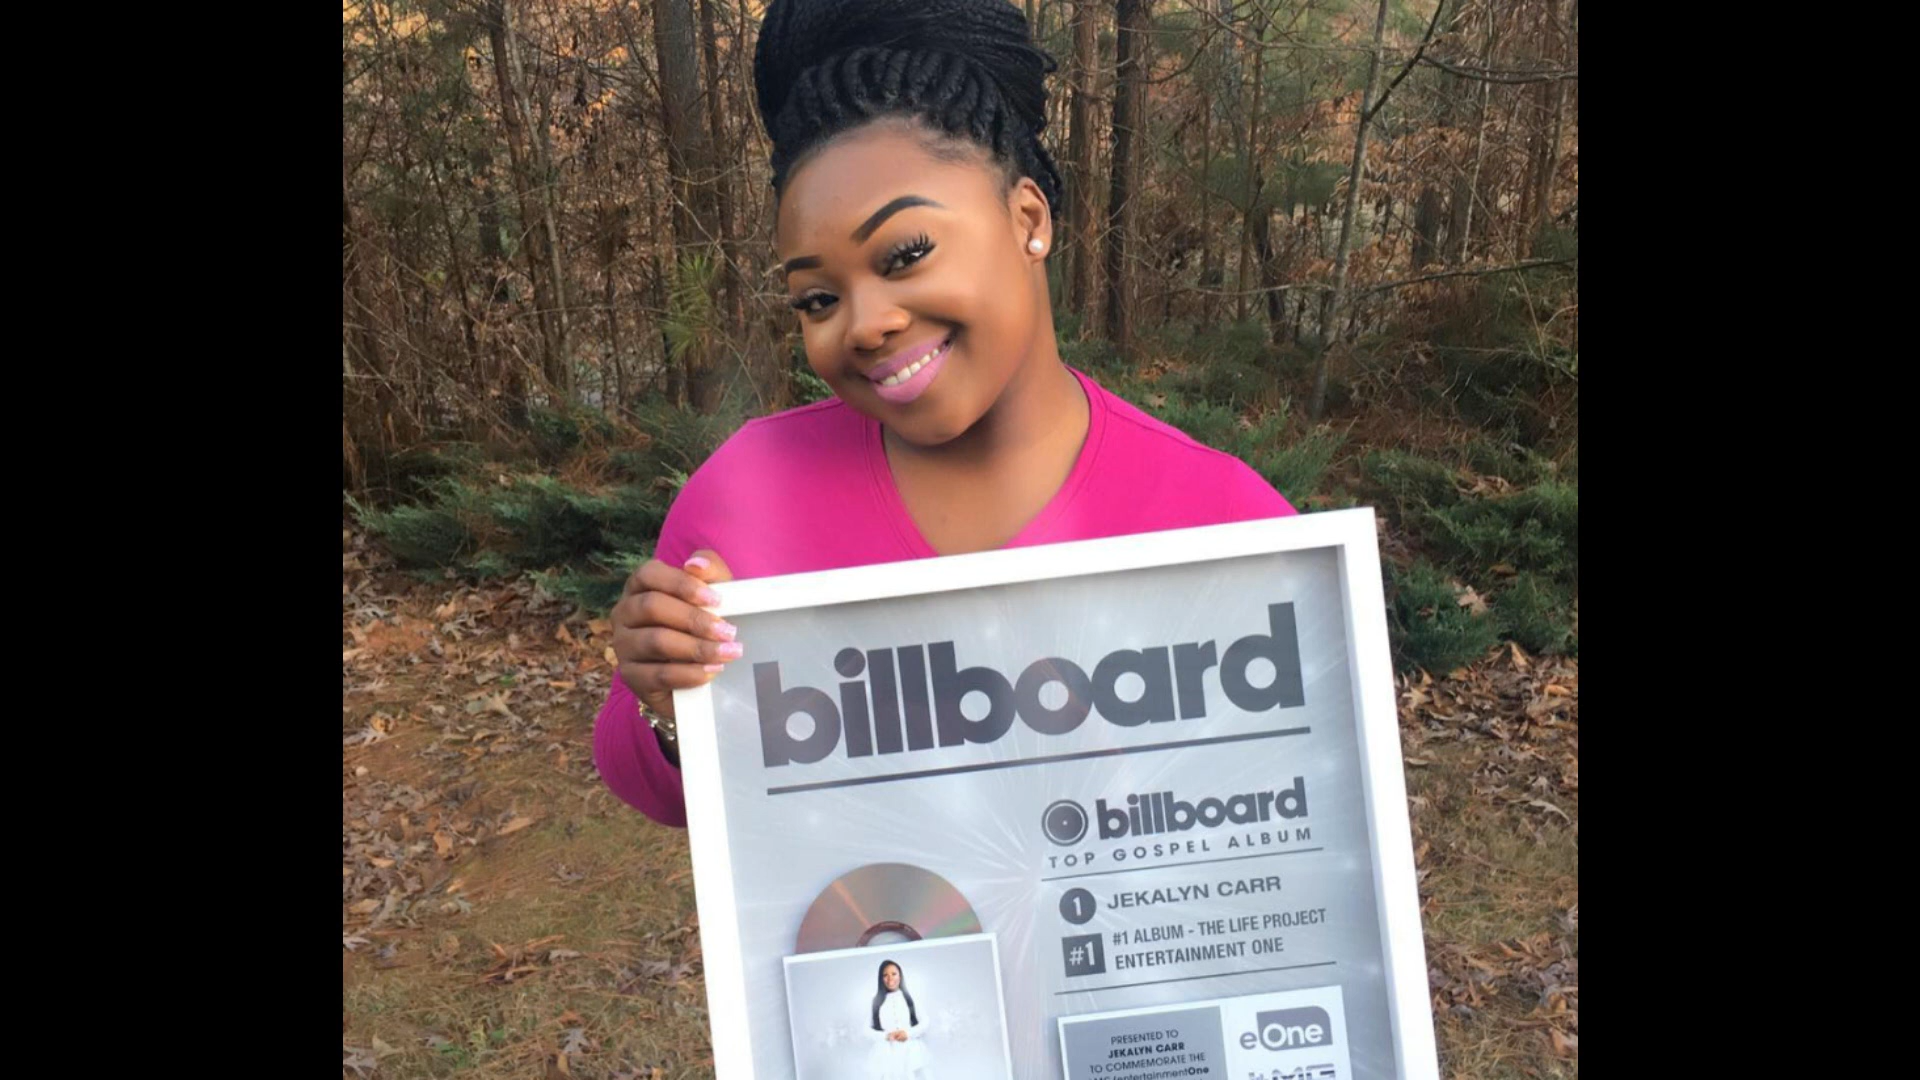 billboard
billboard
TOP GOSPEL ALBUM
1 JEKALYN CARR
#1 #1 ALBUM - THE LIFE PROJECT
ENTERTAINMENT ONE
PRESENTED TO
JEKALYN CARR
TO COMMEMORATE THE
entertainmentOne
eOne